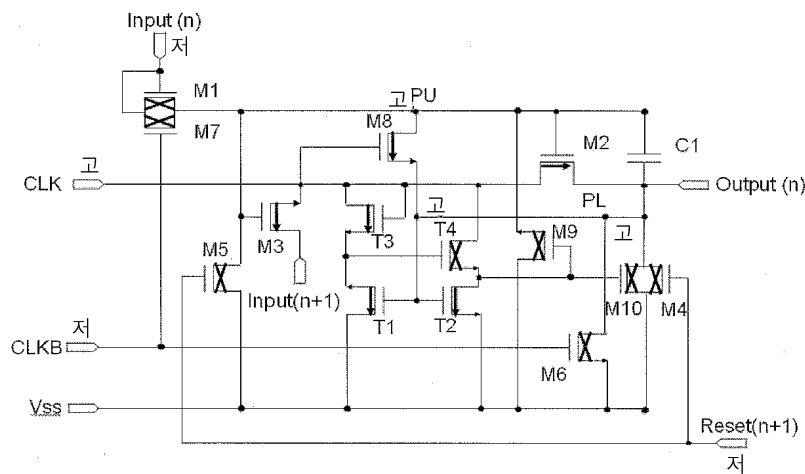 Input (n)
저
M1
고 PU
M7
M8
M2
C1
CLK
고
Output (n)
PL
고
T4
M9
고
M5
M3
T3
Input(n+1)
T1
T2
M10
M4
CLKB
저
M6
Vss
Reset(n+1)
저